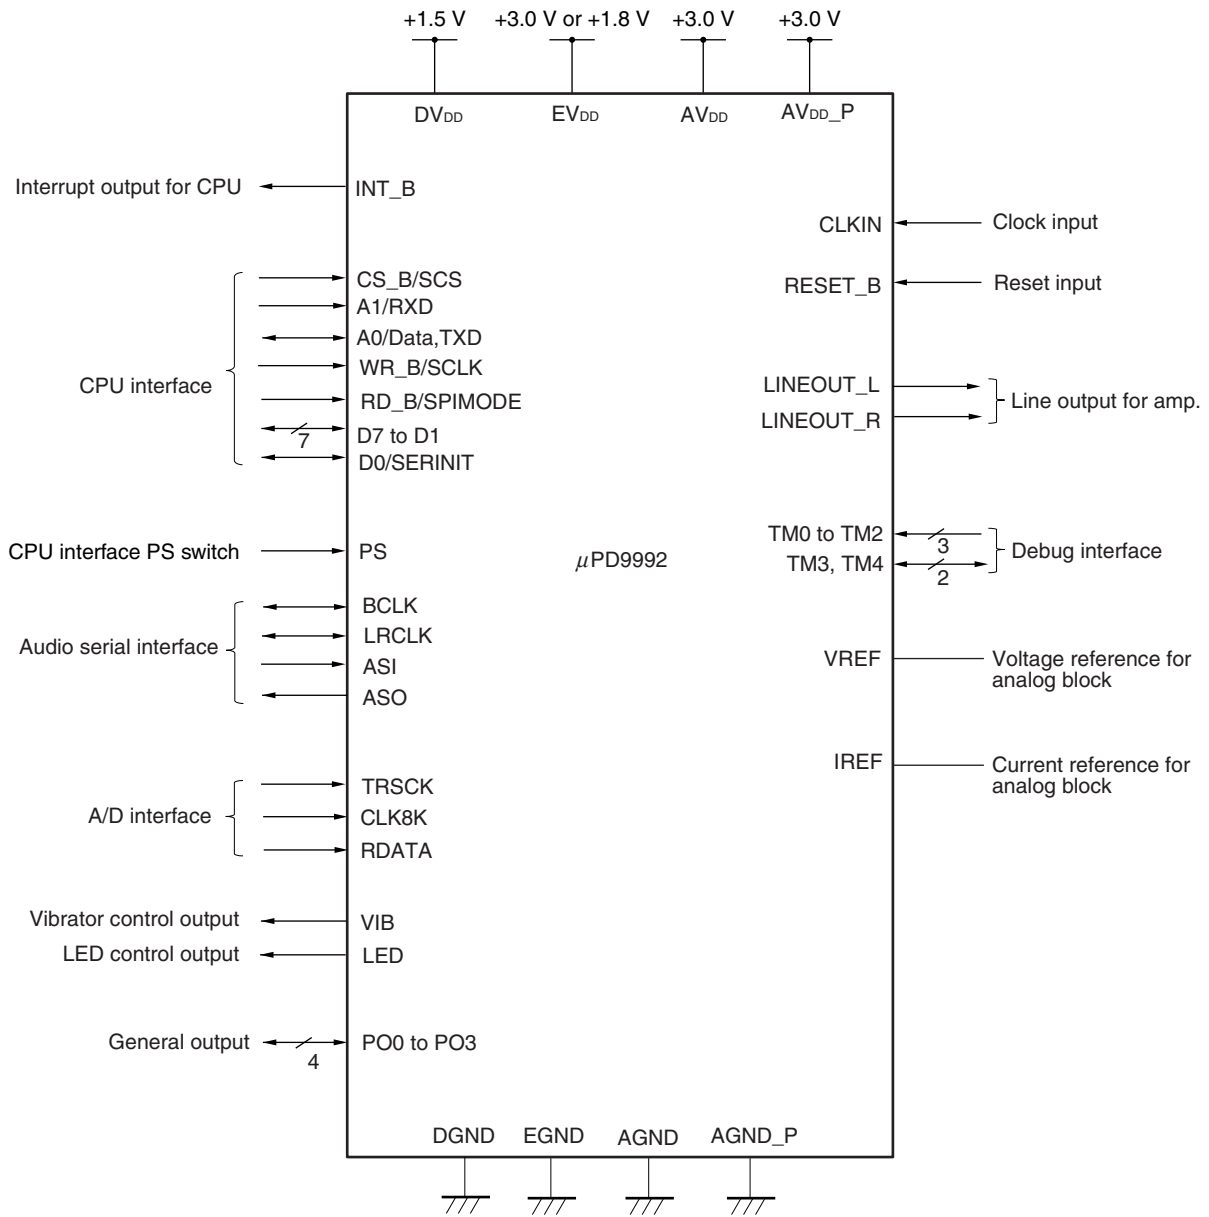 +1.5 V
+3.0 V or +1.8 V
+3.0 V
+3.0 V
DVDD
EVDD
AVDD
AVDD_P
Interrupt output for CPU
INT_B
CLKIN
Clock input
CS_B/SCS
RESET_B
Reset input
A1/RXD
A0/Data,TXD
WR_B/SCLK
CPU interface
RD_B/SPIMODE
LINEOUT_L
LINEOUT_R
Line output for amp.
7
D7 to D1
D0/SERINIT
CPU interface PS switch
PS
μPD9992
TM0 to TM2
3
TM3, TM4
2
Debug interface
BCLK
LRCLK
Audio serial interface
ASI
ASO
VREF
Voltage reference for
analog block
IREF
Current reference for
analog block
TRSCK
A/D interface
CLK8K
RDATA
Vibrator control output
VIB
LED control output
LED
General output
4
PO0 to PO3
DGND
EGND
AGND
AGND_P